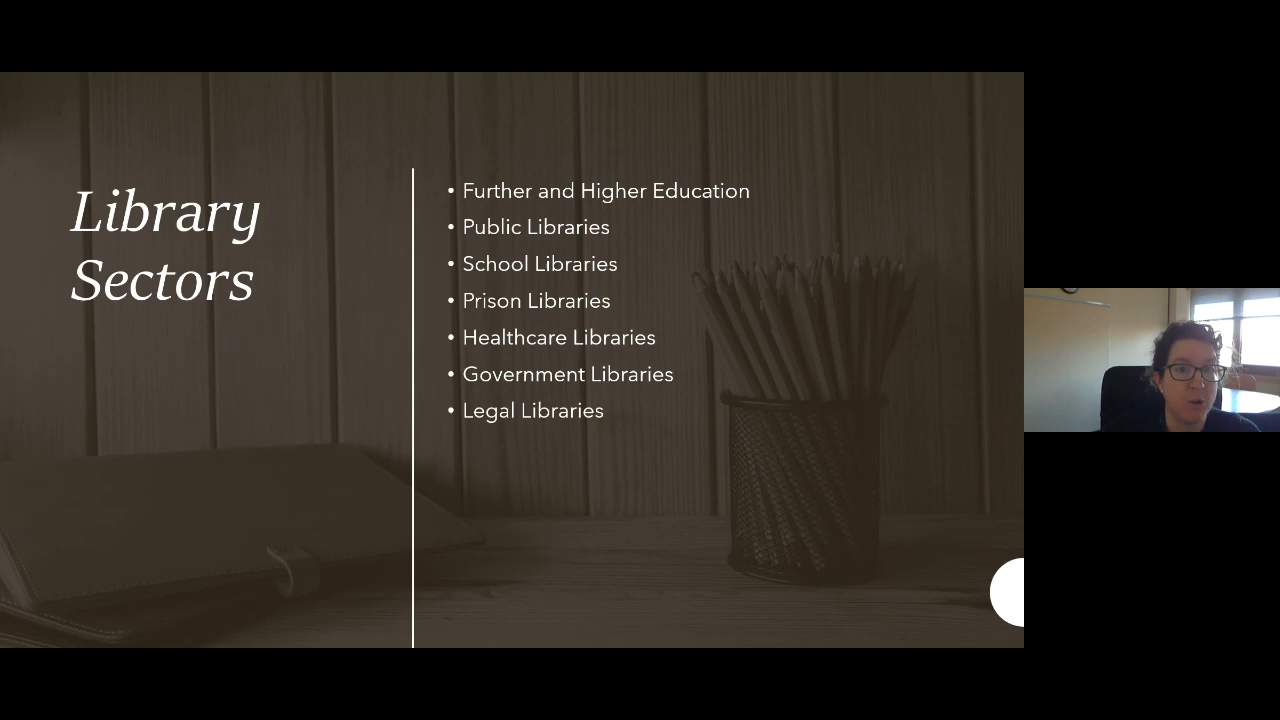 Library
Sectors
• Further and Higher Education
• Public Libraries
• School Libraries
• Prison Libraries
• Healthcare Libraries
• Government Libraries
• Legal Libraries